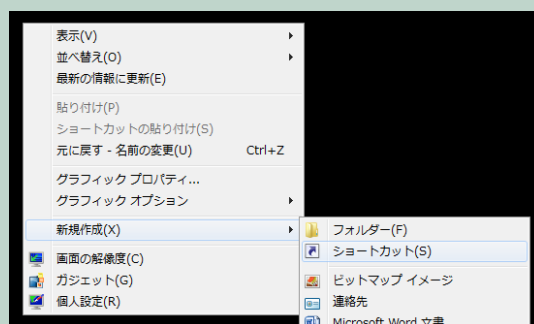 表示(V)
並べ替え(O)
最新の情報に更新(E)
貼り付け(P)
ショートカットの貼り付け(S)
元に戻す - 名前の変更(U) Ctrl+Z
グラフィック プロパティ...
グラフィック オプション
新規作成(X)
画面の解像度(C)
ガジェット(G)
個人設定(R)
フォルダー(F)
ショートカット(S)
ビットマップ イメージ
連絡先
Microsoft Word 文書